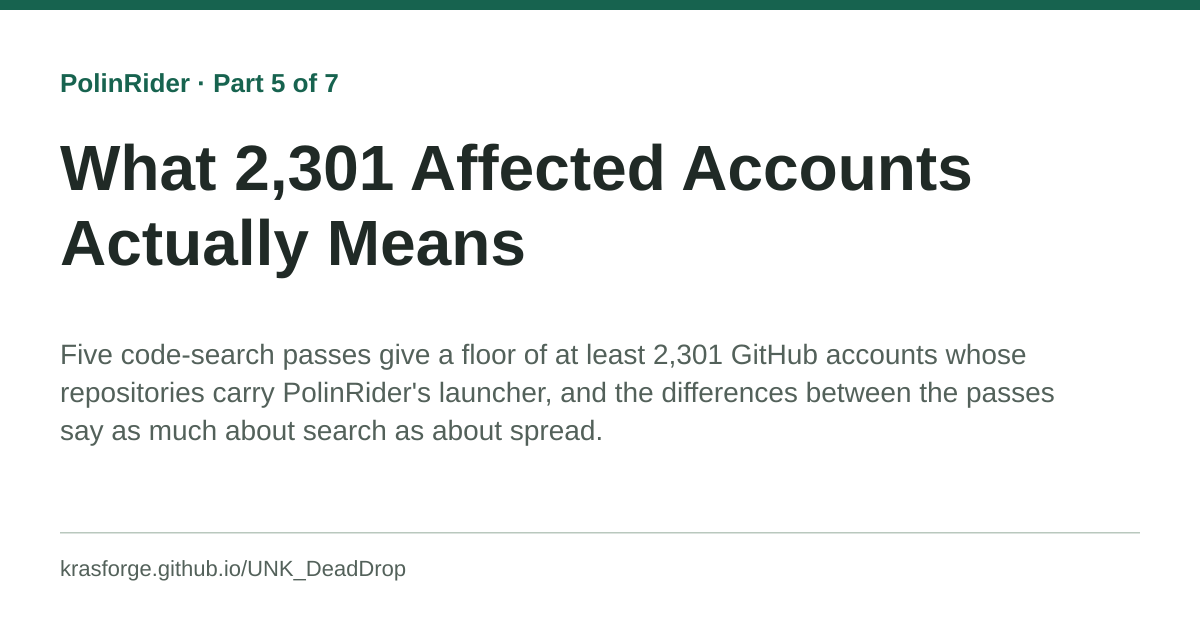 PolinRider · Part 5 of 7
What 2,301 Affected Accounts
Actually Means
Five code-search passes give a floor of at least 2,301 GitHub accounts whose
repositories carry PolinRider's launcher, and the differences between the passes
say as much about search as about spread.
krasforge.github.io/UNK_DeadDrop